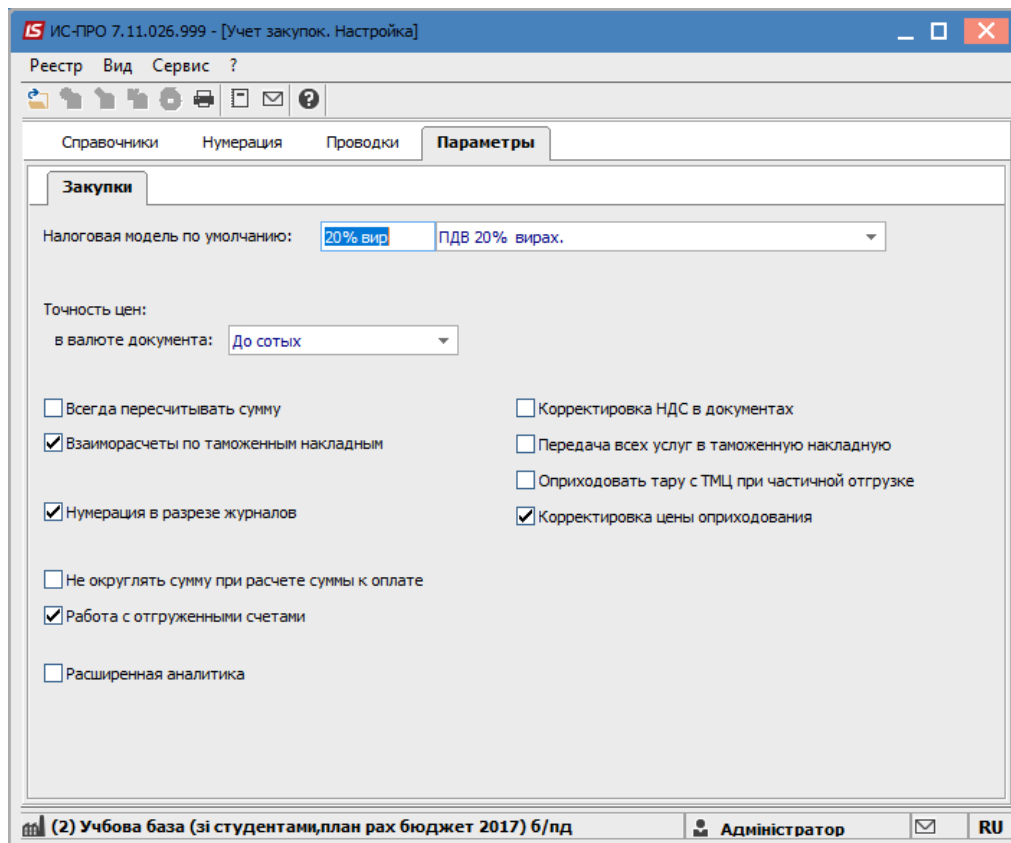 ИС-ПРО 7.11.026.999 - [Учет закупок. Настройка]
Реестр Вид Сервис ?
Справочники Нумерация Проводки Параметры
Закупки
Налоговая модель по умолчанию: 20% вир ПДВ 20% вирах.
Точность цен:
в валюте документа: До сотых
Всегда пересчитывать сумму
Корректировка НДС в документах
Взаиморасчеты по таможенным накладным
Передача всех услуг в таможенную накладную
Оприходовать тару с ТМЦ при частичной отгрузке
Нумерация в разрезе журналов
Корректировка цены оприходования
Не округлять сумму при расчете суммы к оплате
Работа с отгруженными счетами
Расширенная аналитика
(2) Учбова база (зі студентами,план рах бюджет 2017) б/пд Адміністратор RU